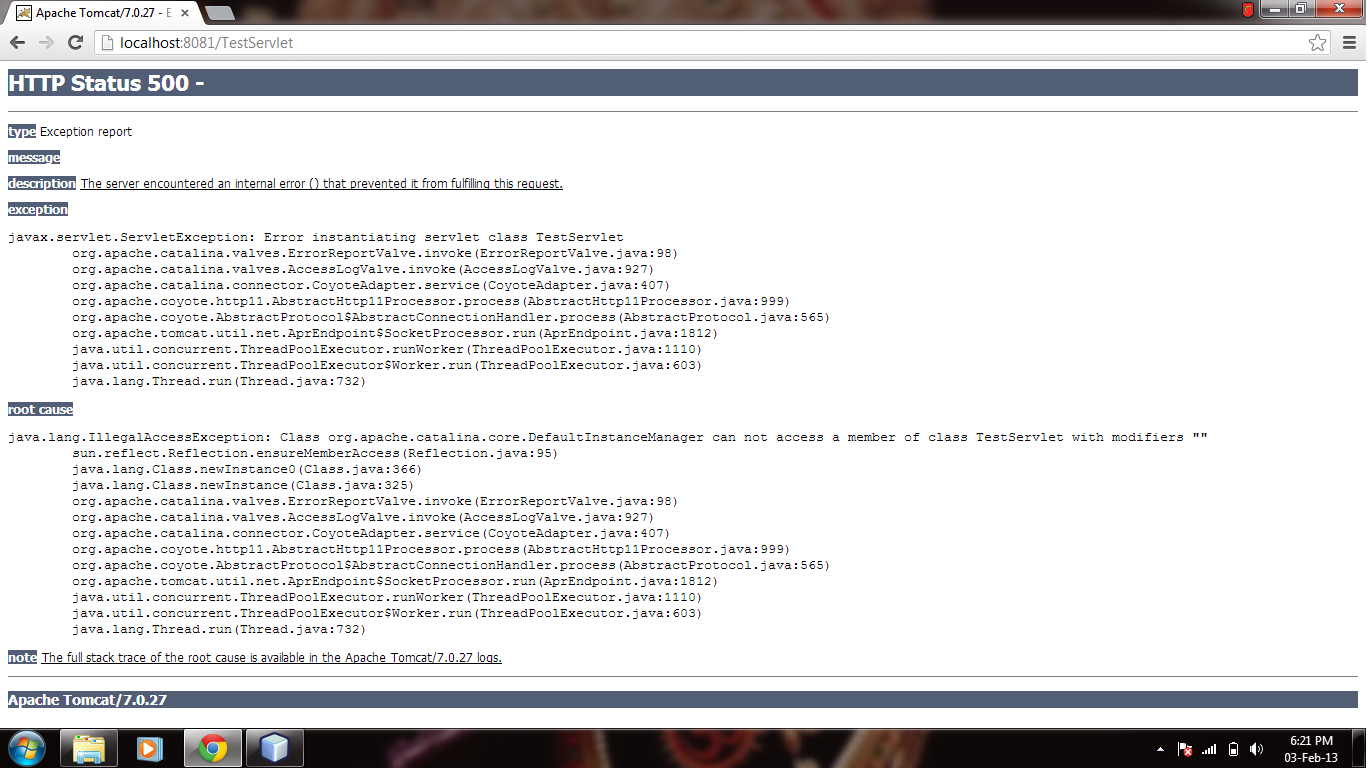 Apache Tomcat/7.0.27 - E
localhost:8081/TestServlet
HTTP Status 500 -
type Exception report
message
description The server encountered an internal error () that prevented it from fulfilling this request.
exception
javax.servlet.ServletException: Error instantiating servlet class TestServlet
org.apache.catalina.valves.ErrorReportValve.invoke(ErrorReportValve.java:98)
org.apache.catalina.valves.AccessLogValve.invoke(AccessLogValve.java:927)
org.apache.catalina.connector.CoyoteAdapter.service(CoyoteAdapter.java:407)
org.apache.coyote.http11.AbstractHttp11Processor.process(AbstractHttp11Processor.java:999)
org.apache.coyote.AbstractProtocol$AbstractConnectionHandler.process(AbstractProtocol.java:565)
org.apache.tomcat.util.net.AprEndpoint$SocketProcessor.run(AprEndpoint.java:1812)
java.util.concurrent.ThreadPoolExecutor.runWorker(ThreadPoolExecutor.java:1110)
java.util.concurrent.ThreadPoolExecutor$Worker.run(ThreadPoolExecutor.java:603)
java.lang.Thread.run(Thread.java:732)
root cause
java.lang.IllegalAccessException: Class org.apache.catalina.core.DefaultInstanceManager can not access a member of class TestServlet with modifiers ""
sun.reflect.Reflection.ensureMemberAccess(Reflection.java:95)
java.lang.Class.newInstance0(Class.java:366)
java.lang.Class.newInstance(Class.java:325)
org.apache.catalina.valves.ErrorReportValve.invoke(ErrorReportValve.java:98)
org.apache.catalina.valves.AccessLogValve.invoke(AccessLogValve.java:927)
org.apache.catalina.connector.CoyoteAdapter.service(CoyoteAdapter.java:407)
org.apache.coyote.http11.AbstractHttp11Processor.process(AbstractHttp11Processor.java:999)
org.apache.coyote.AbstractProtocol$AbstractConnectionHandler.process(AbstractProtocol.java:565)
org.apache.tomcat.util.net.AprEndpoint$SocketProcessor.run(AprEndpoint.java:1812)
java.util.concurrent.ThreadPoolExecutor.runWorker(ThreadPoolExecutor.java:1110)
java.util.concurrent.ThreadPoolExecutor$Worker.run(ThreadPoolExecutor.java:603)
java.lang.Thread.run(Thread.java:732)
note The full stack trace of the root cause is available in the Apache Tomcat/7.0.27 logs.
Apache Tomcat/7.0.27
6:21 PM
03-Feb-13